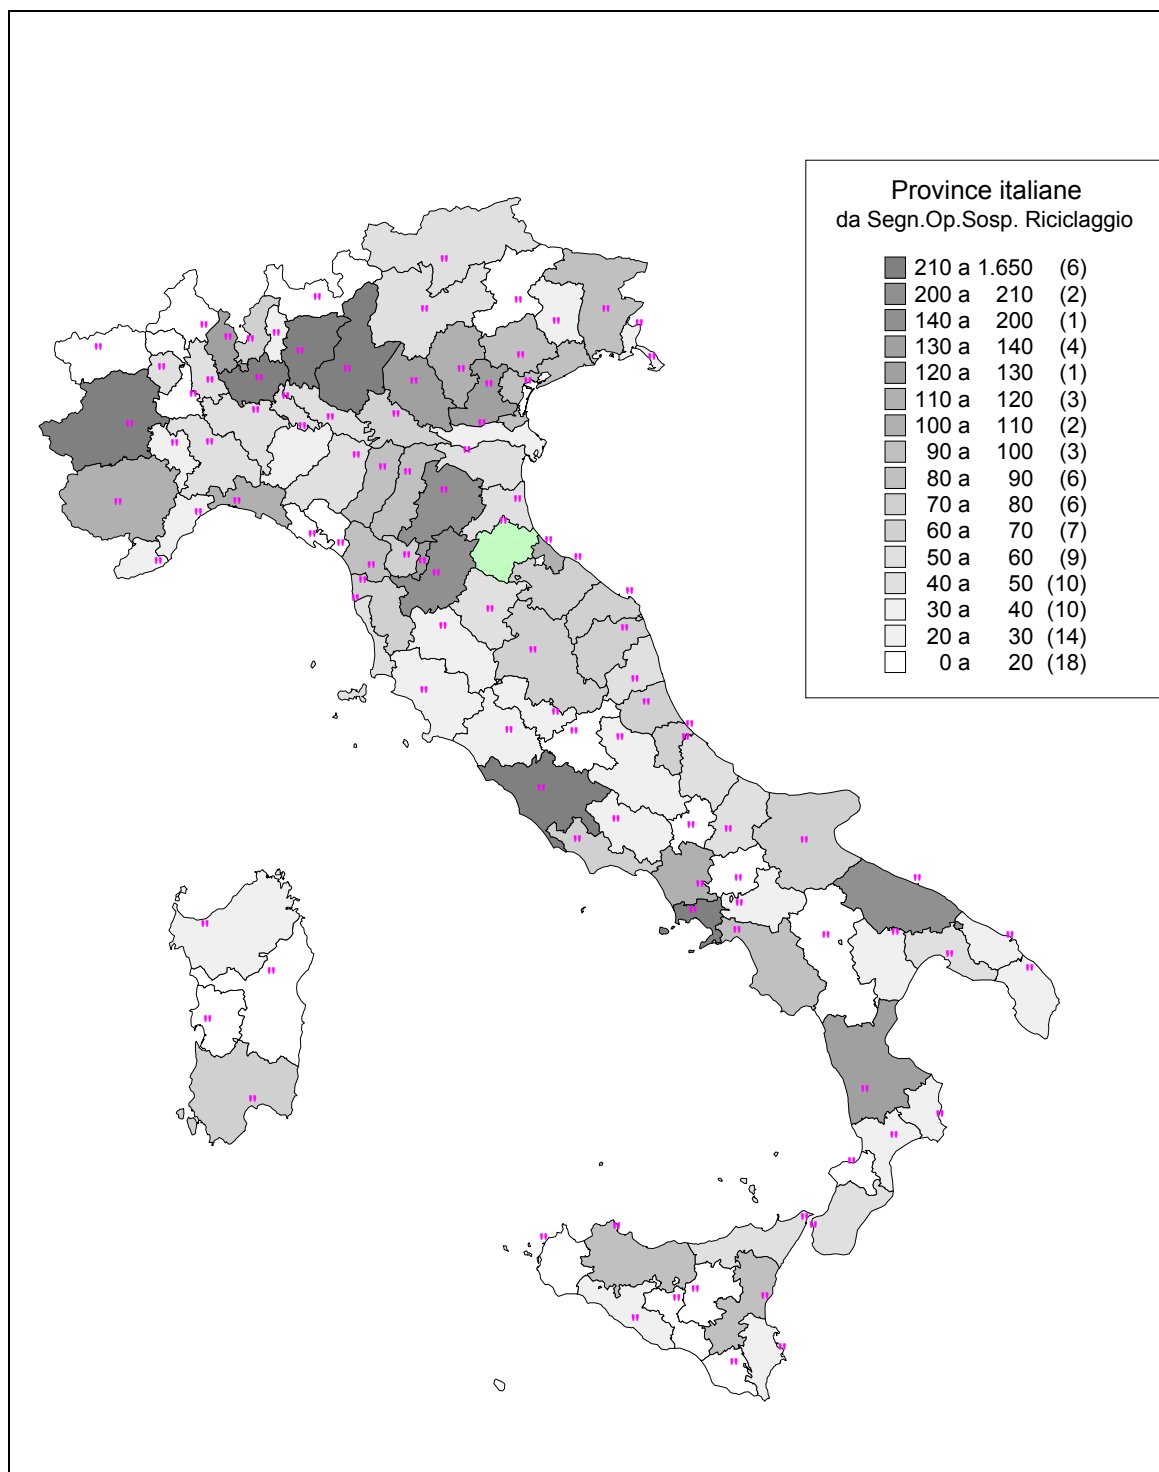 Province italiane
da Segn.Op.Sosp. Riciclaggio
210 a 1.650 (6)
200 a 210 (2)
140 a 200 (1)
130 a 140 (4)
120 a 130 (1)
110 a 120 (3)
100 a 110 (2)
90 a 100 (3)
80 a 90 (6)
70 a 80 (6)
60 a 70 (7)
50 a 60 (9)
40 a 50 (10)
30 a 40 (10)
20 a 30 (14)
0 a 20 (18)